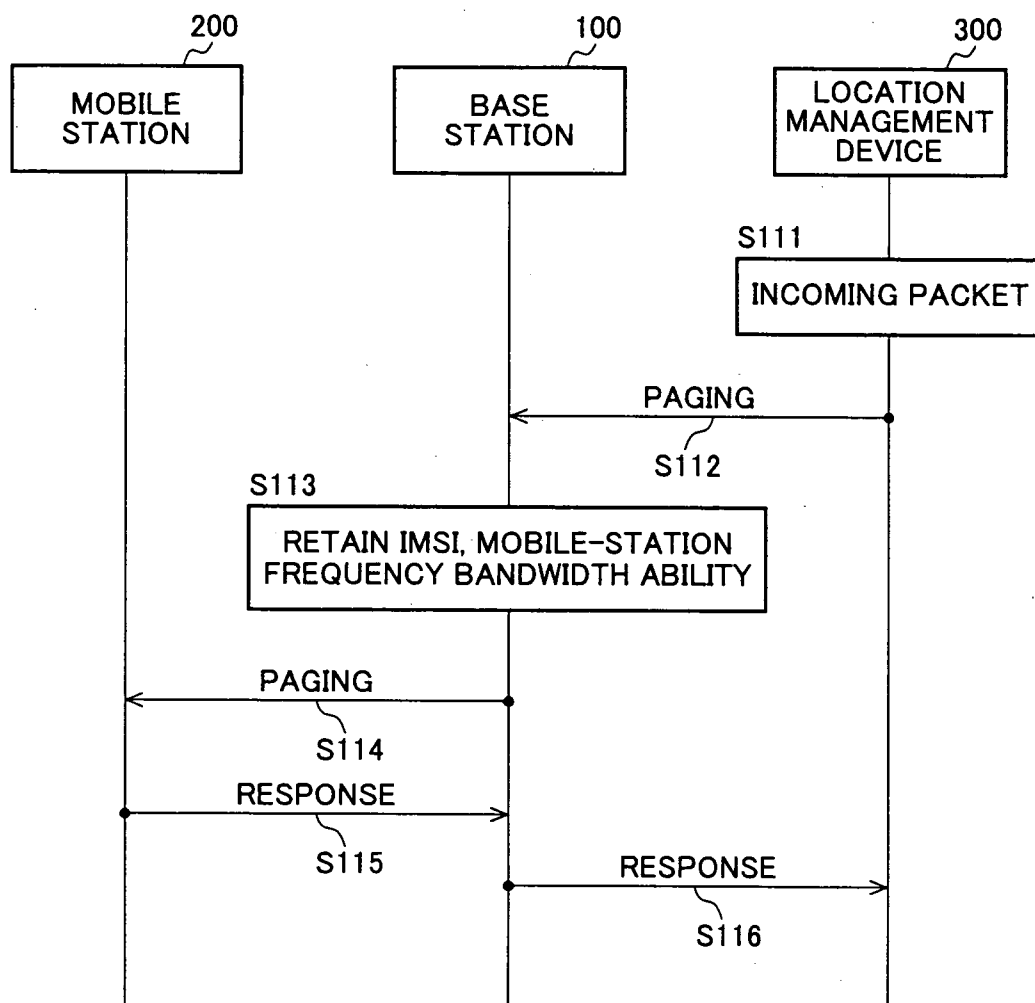 200
100
300
MOBILE
STATION
BASE
STATION
LOCATION
MANAGEMENT
DEVICE
S111
INCOMING PACKET
PAGING
S112
S113
RETAIN IMSI, MOBILE-STATION
FREQUENCY BANDWIDTH ABILITY
PAGING
S114
RESPONSE
S115
RESPONSE
S116